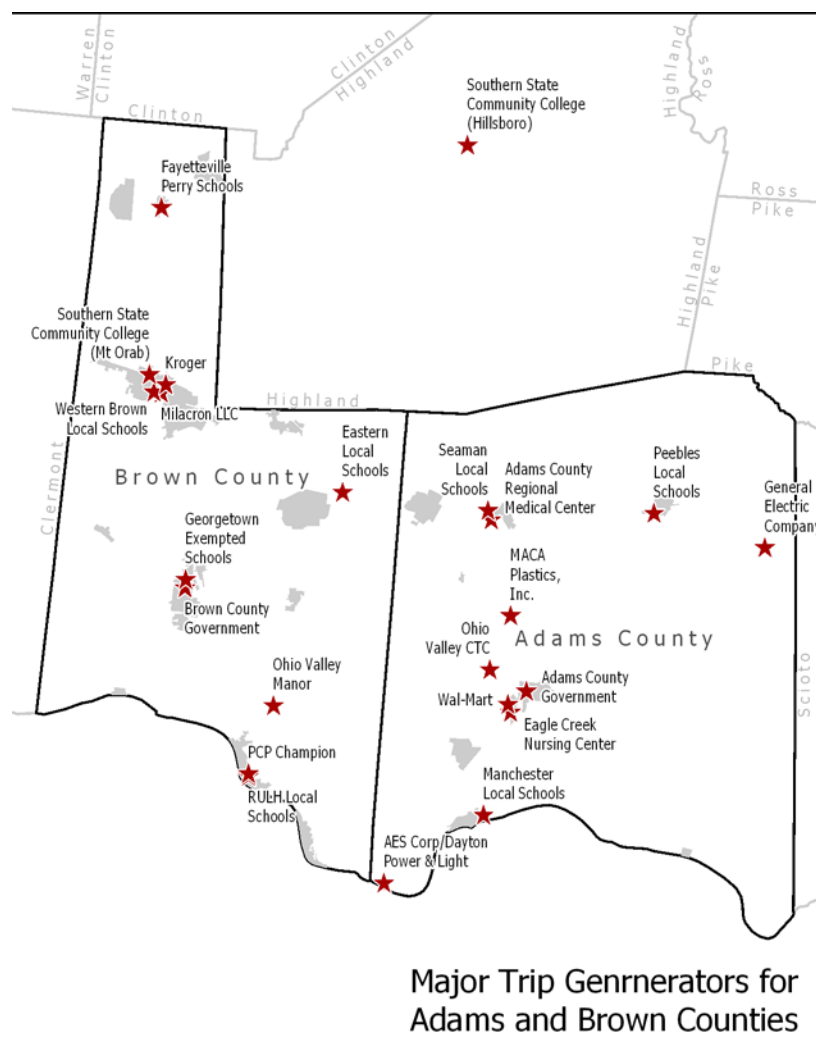 Warren
Clinton
Clinton
Clinton
Highland
Highland
Ross
Southern State
Community College
(Hillsboro)
Fayetteville
Perry Schools
Ross
Pike
Highland
Pike
Southern State
Community College
(Mt Orab)
Kroger
Pike
Western Brown
Local Schools
Milacron LLC
Highland
Clermont
Brown County
Eastern
Local
Schools
Seaman
Local
Schools
Adams County
Regional
Medical Center
Peebles
Local
Schools
General
Electric
Company
Georgetown
Exempted
Schools
Brown County
Government
MACA
Plastics,
Inc.
Ohio
Valley CTC
Adams County
Ohio Valley
Manor
Wal-Mart
Adams County
Government
Eagle Creek
Nursing Center
Scioto
PCP Champion
RULH Local
Schools
Manchester
Local Schools
AES Corp/Dayton
Power & Light
Major Trip Genrnerators for
Adams and Brown Counties